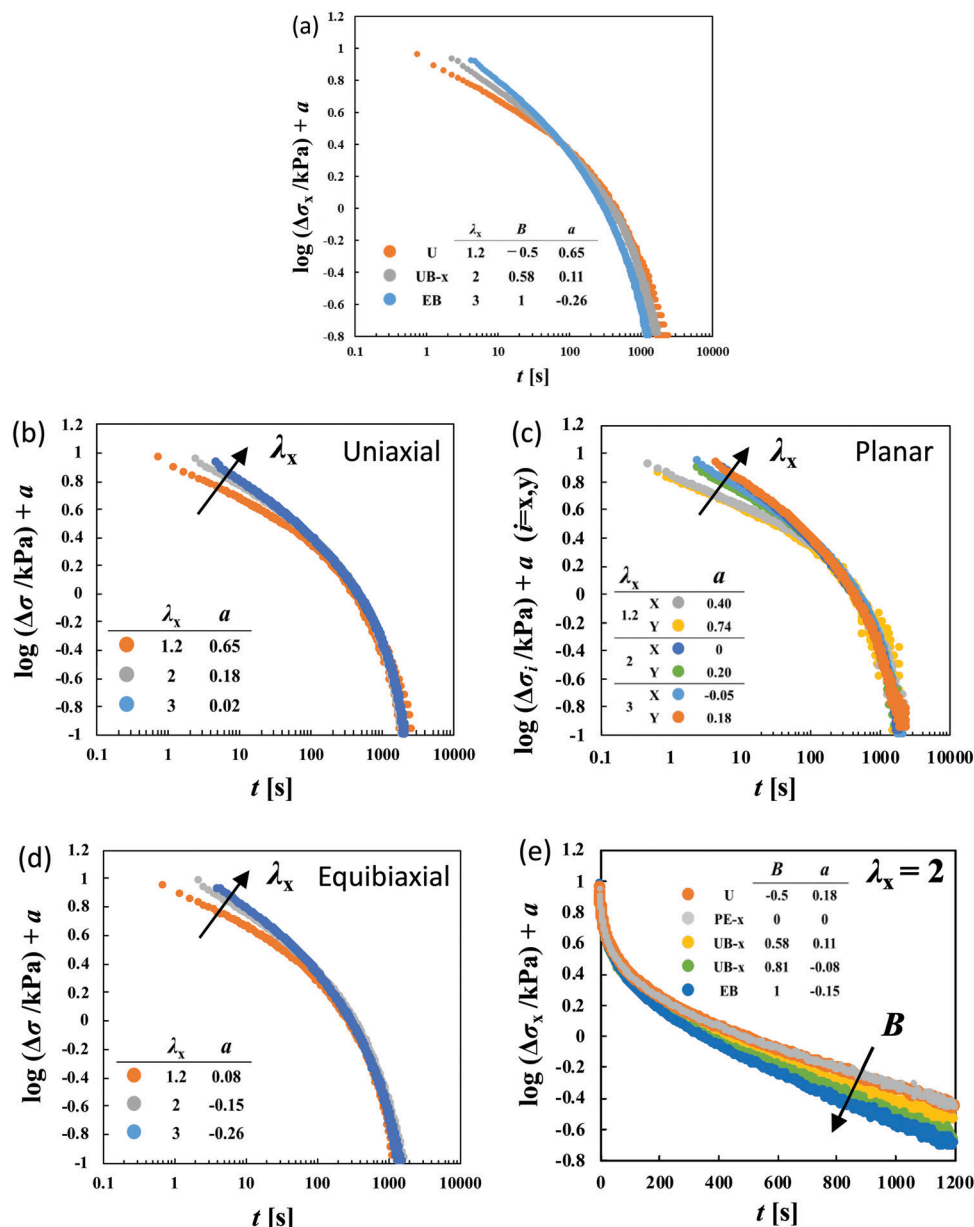 (a)
log (Δσx /kPa) + a
1.2
1
0.8
0.6
0.4
0.2
0
-0.2
-0.4
-0.6
-0.8
λx B a
U 1.2 −0.5 0.65
UB-x 2 0.58 0.11
EB 3 1 -0.26
0.1 1 10 100 1000 10000
t [s]
(b)
Uniaxial
λx
log (Δσ /kPa) + a
1.2
1
0.8
0.6
0.4
0.2
0
-0.2
-0.4
-0.6
-0.8
-1
λx a
1.2 0.65
2 0.18
3 0.02
0.1 1 10 100 1000 10000
t [s]
(c)
Planar
λx
log (Δσi /kPa) + a (i=x,y)
1.2
1
0.8
0.6
0.4
0.2
0
-0.2
-0.4
-0.6
-0.8
-1
λx a
1.2 X 0.40
Y 0.74
2 X 0
Y 0.20
3 X -0.05
Y 0.18
0.1 1 10 100 1000 10000
t [s]
(d)
Equibiaxial
λx
log (Δσ /kPa) + a
1.2
1
0.8
0.6
0.4
0.2
0
-0.2
-0.4
-0.6
-0.8
-1
λx a
1.2 0.08
2 -0.15
3 -0.26
0.1 1 10 100 1000 10000
t [s]
(e)
λx = 2
log (Δσx /kPa) + a
1.2
1
0.8
0.6
0.4
0.2
0
-0.2
-0.4
-0.6
-0.8
B a
U -0.5 0.18
PE-x 0 0
UB-x 0.58 0.11
UB-x 0.81 -0.08
EB 1 -0.15
B
0 200 400 600 800 1000 1200
t [s]